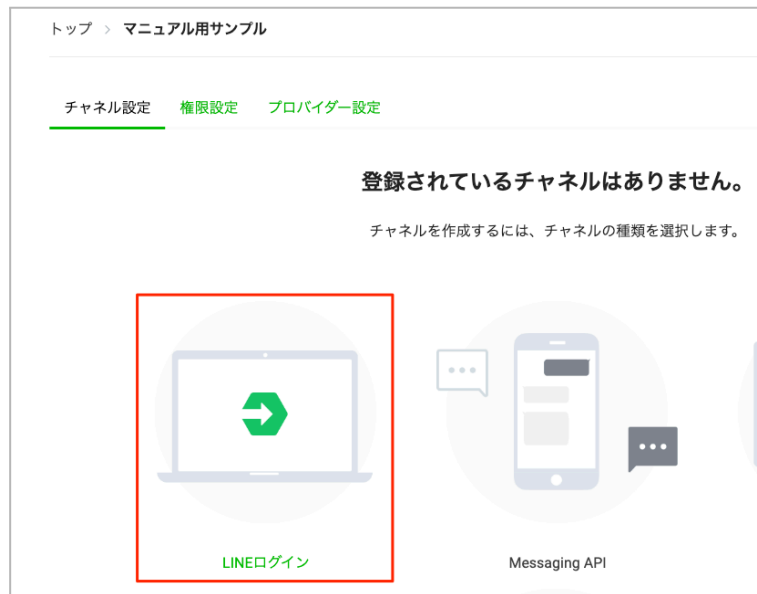 トップ > マニュアル用サンプル
チャネル設定 権限設定 プロバイダー設定
登録されているチャネルはありません。
チャネルを作成するには、チャネルの種類を選択します。
LINEログイン Messaging API